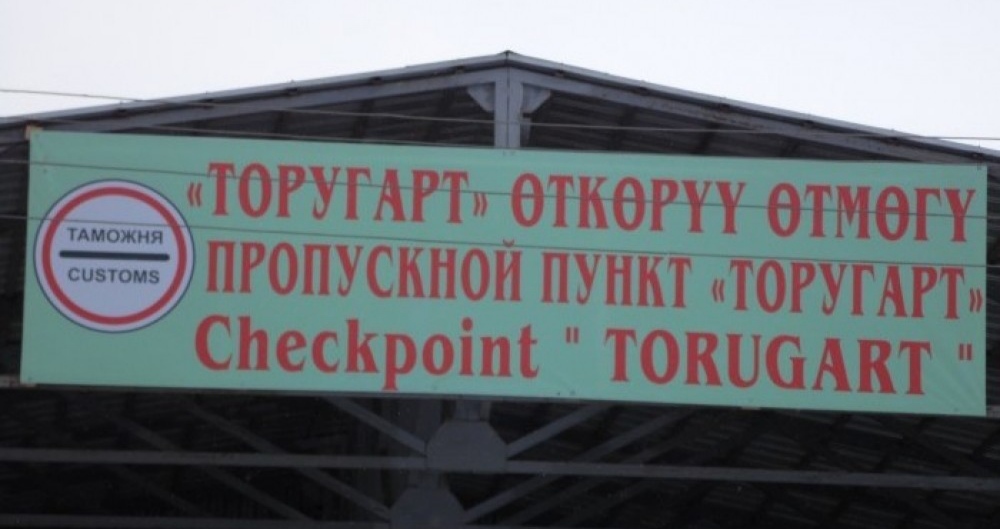 ТАМОЖНЯ
CUSTOMS
«ТОРУГАРТ» ӨТКӨРҮҮ ӨТМӨГҮ
ПРОПУСКНОЙ ПУНКТ «ТОРУГАРТ»
Checkpoint " TORUGART "